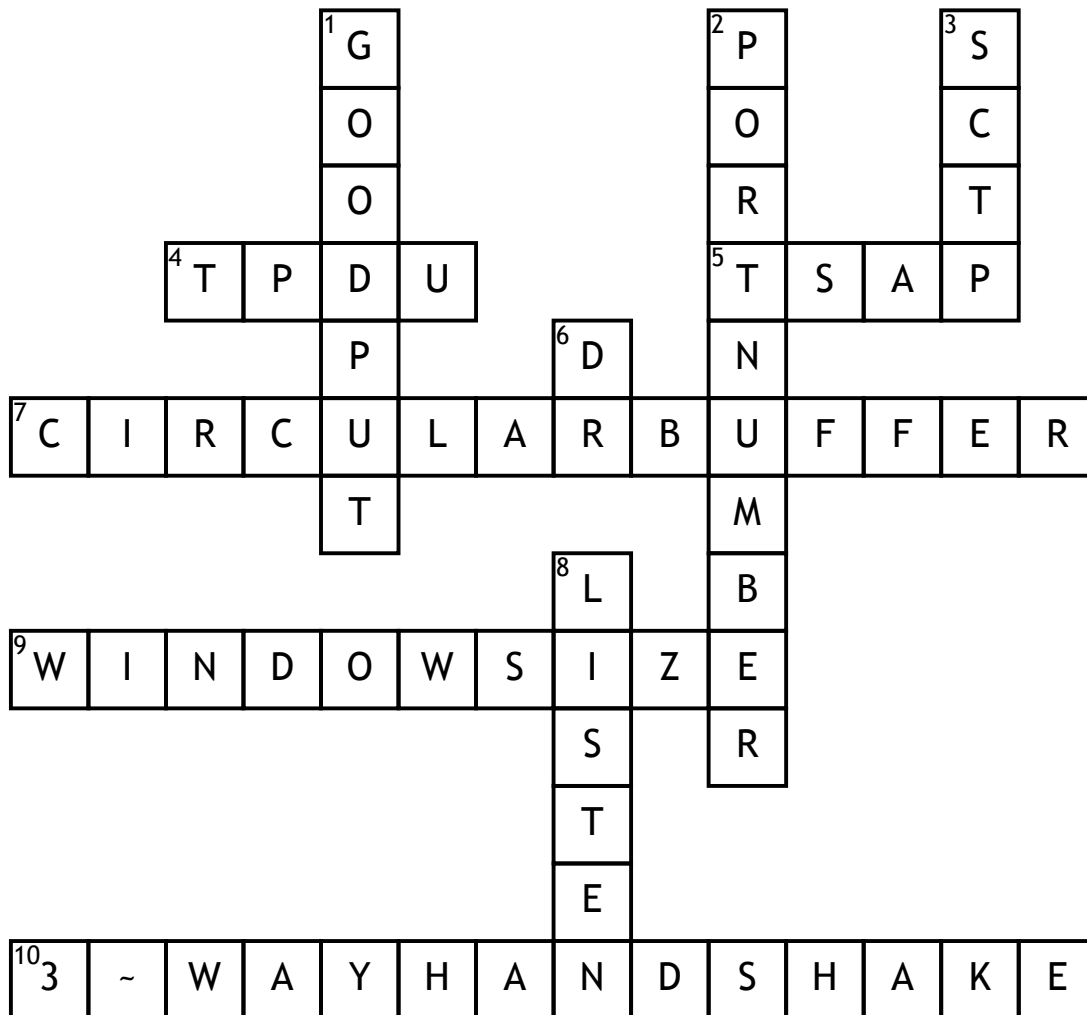 1 G 2 P 3 S
O O C
O R T
4 T P D U 5 T S A P
P 6 D N
7 C I R C U L A R B U F F E R
T M
8 L B
9 W I N D O W S I Z E
S R
T
E
10 3 ~ W A Y H A N D S H A K E